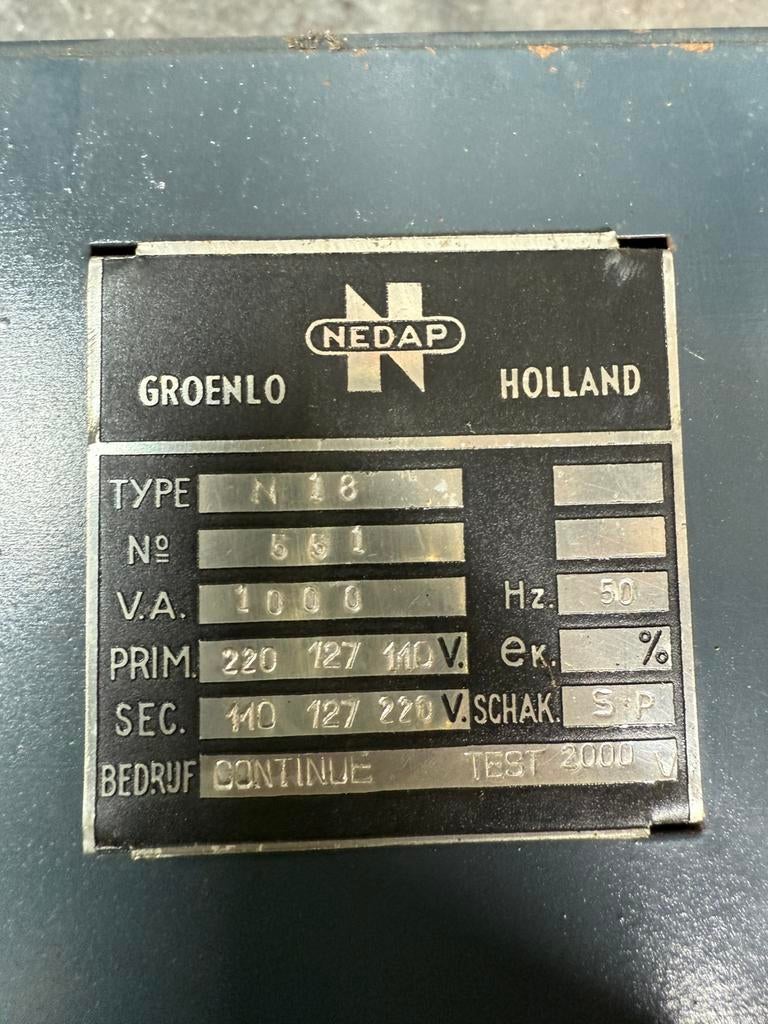 NEDAP
GROENLO HOLLAND
TYPE N 18
Nº 551
V.A. 1000 Hz. 50
PRIM. 220 127 110 V. eK. %
SEC. 110 127 220 V. SCHAK. S P
BEDRIJF CONTINUE TEST 2000 V